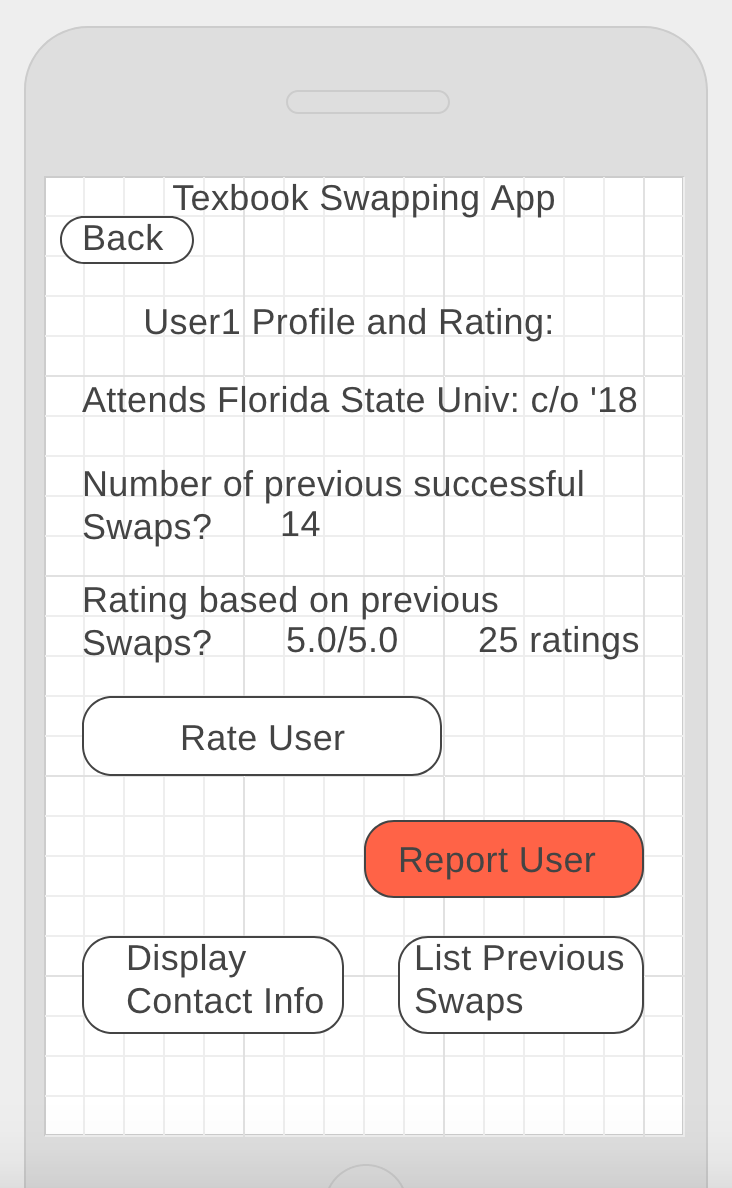 Texbook Swapping App
Back
User1 Profile and Rating:
Attends Florida State Univ: c/o '18
Number of previous successful
Swaps? 14
Rating based on previous
Swaps? 5.0/5.0 25 ratings
Rate User
Report User
Display
Contact Info
List Previous
Swaps